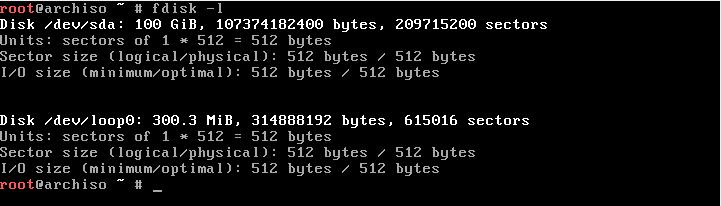 root@archiso ~ # fdisk -l
Disk /dev/sda: 100 GiB, 107374182400 bytes, 209715200 sectors
Units: sectors of 1 * 512 = 512 bytes
Sector size (logical/physical): 512 bytes / 512 bytes
I/O size (minimum/optimal): 512 bytes / 512 bytes
Disk /dev/loop0: 300.3 MiB, 314888192 bytes, 615016 sectors
Units: sectors of 1 * 512 = 512 bytes
Sector size (logical/physical): 512 bytes / 512 bytes
I/O size (minimum/optimal): 512 bytes / 512 bytes
root@archiso ~ # _